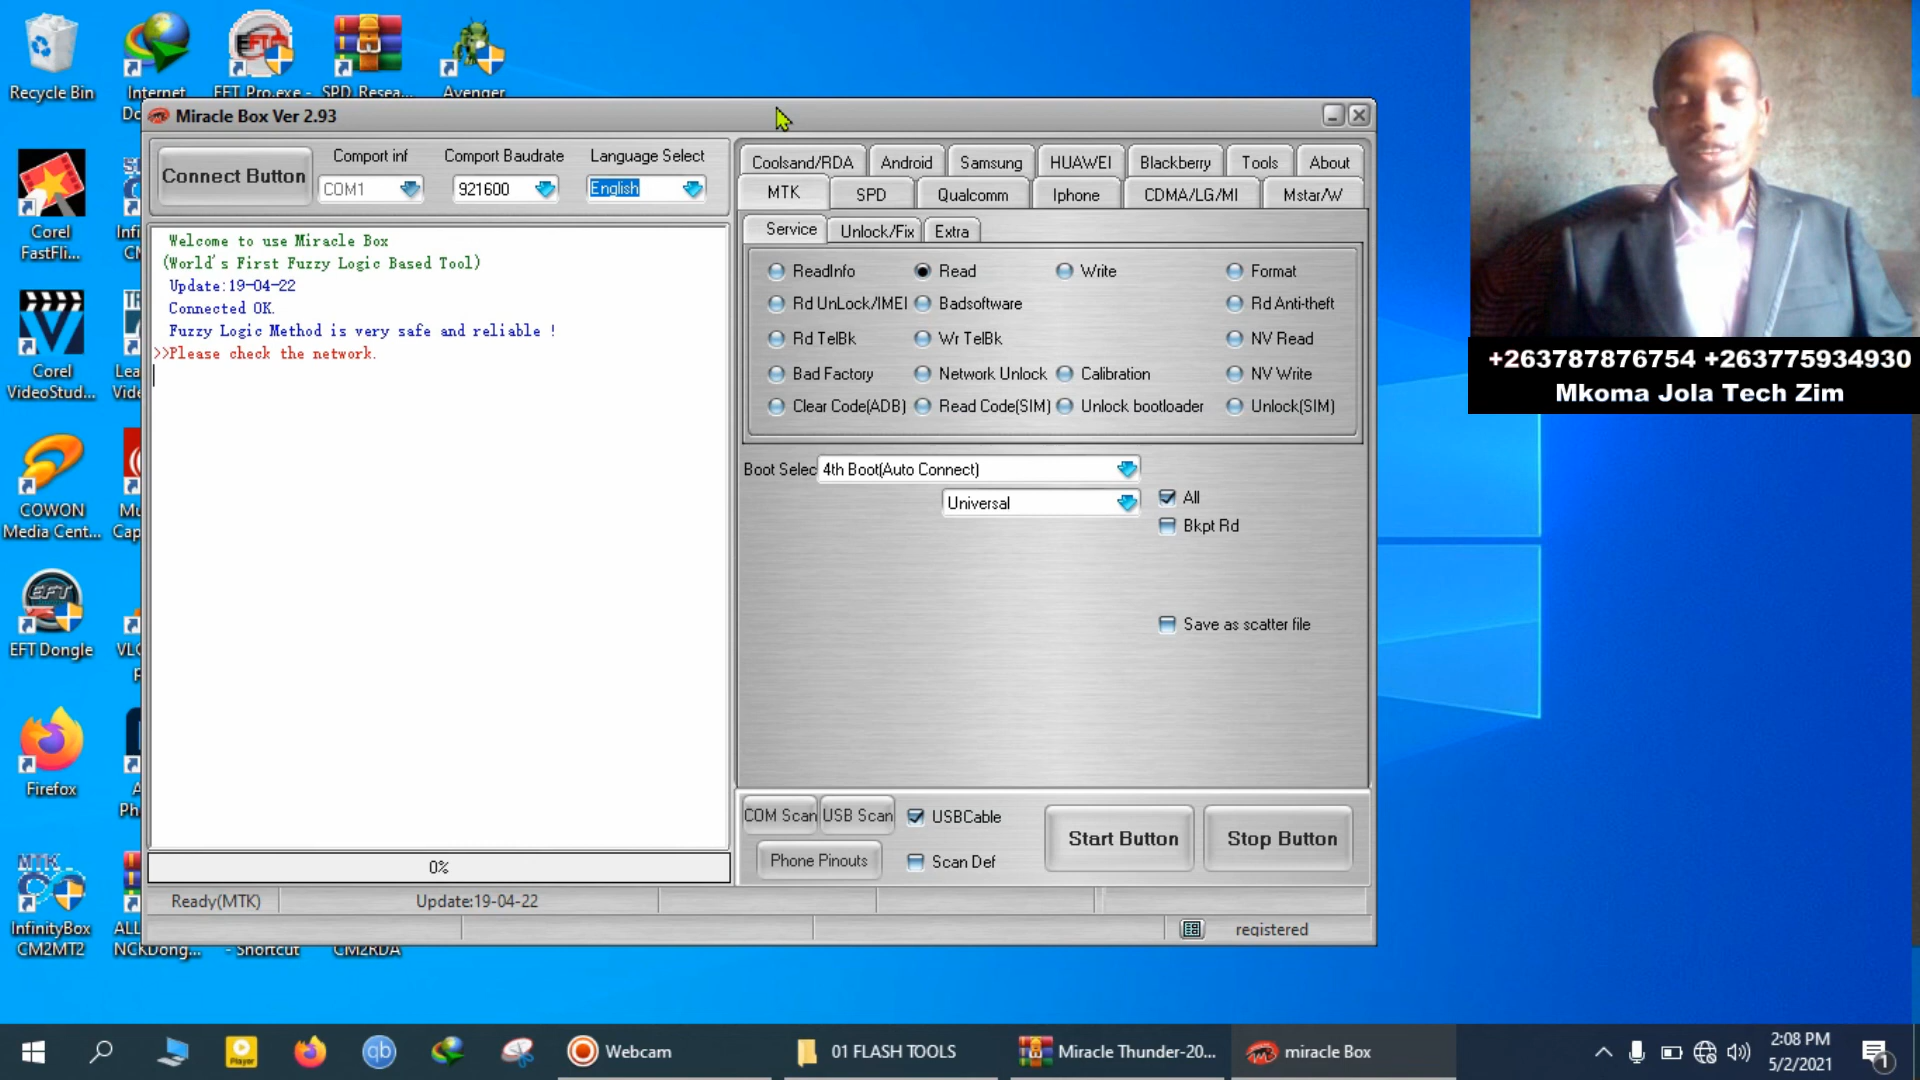 Recycle Bin
Internet
Do
EFT Pro.exe -
SPD_Resea...
Avenger
Corel
FastFli...
Corel
VideoStud...
COWON
Media Cent...
EFT Dongle
Firefox
InfinityBox
CM2MT2
NCKDong...
- Shortcut
CM2RDA
Miracle Box Ver 2.93
Connect Button
Comport inf
COM1
Comport Baudrate
921600
Language Select
English
Welcome to use Miracle Box
(World's First Fuzzy Logic Based Tool)
Update:19-04-22
Connected OK.
Fuzzy Logic Method is very safe and reliable !
>>Please check the network.
0%
Coolsand/RDA Android Samsung HUAWEI Blackberry Tools About
MTK SPD Qualcomm Iphone CDMA/LG/MI Mstar/W
Service Unlock/Fix Extra
ReadInfo Read Write Format
Rd UnLock/IMEI Badsoftware Rd Anti-theft
Rd TelBk Wr TelBk NV Read
Bad Factory Network Unlock Calibration NV Write
Clear Code(ADB) Read Code(SIM) Unlock bootloader Unlock(SIM)
Boot Selec 4th Boot(Auto Connect)
Universal All
Bkpt Rd
Save as scatter file
COM Scan USB Scan USBCable
Phone Pinouts Scan Def
Start Button Stop Button
Ready(MTK) Update:19-04-22
registered
+263787876754 +263775934930
Mkoma Jola Tech Zim
Player
qb
Webcam
01 FLASH TOOLS
Miracle Thunder-20...
miracle Box
2:08 PM
5/2/2021
1